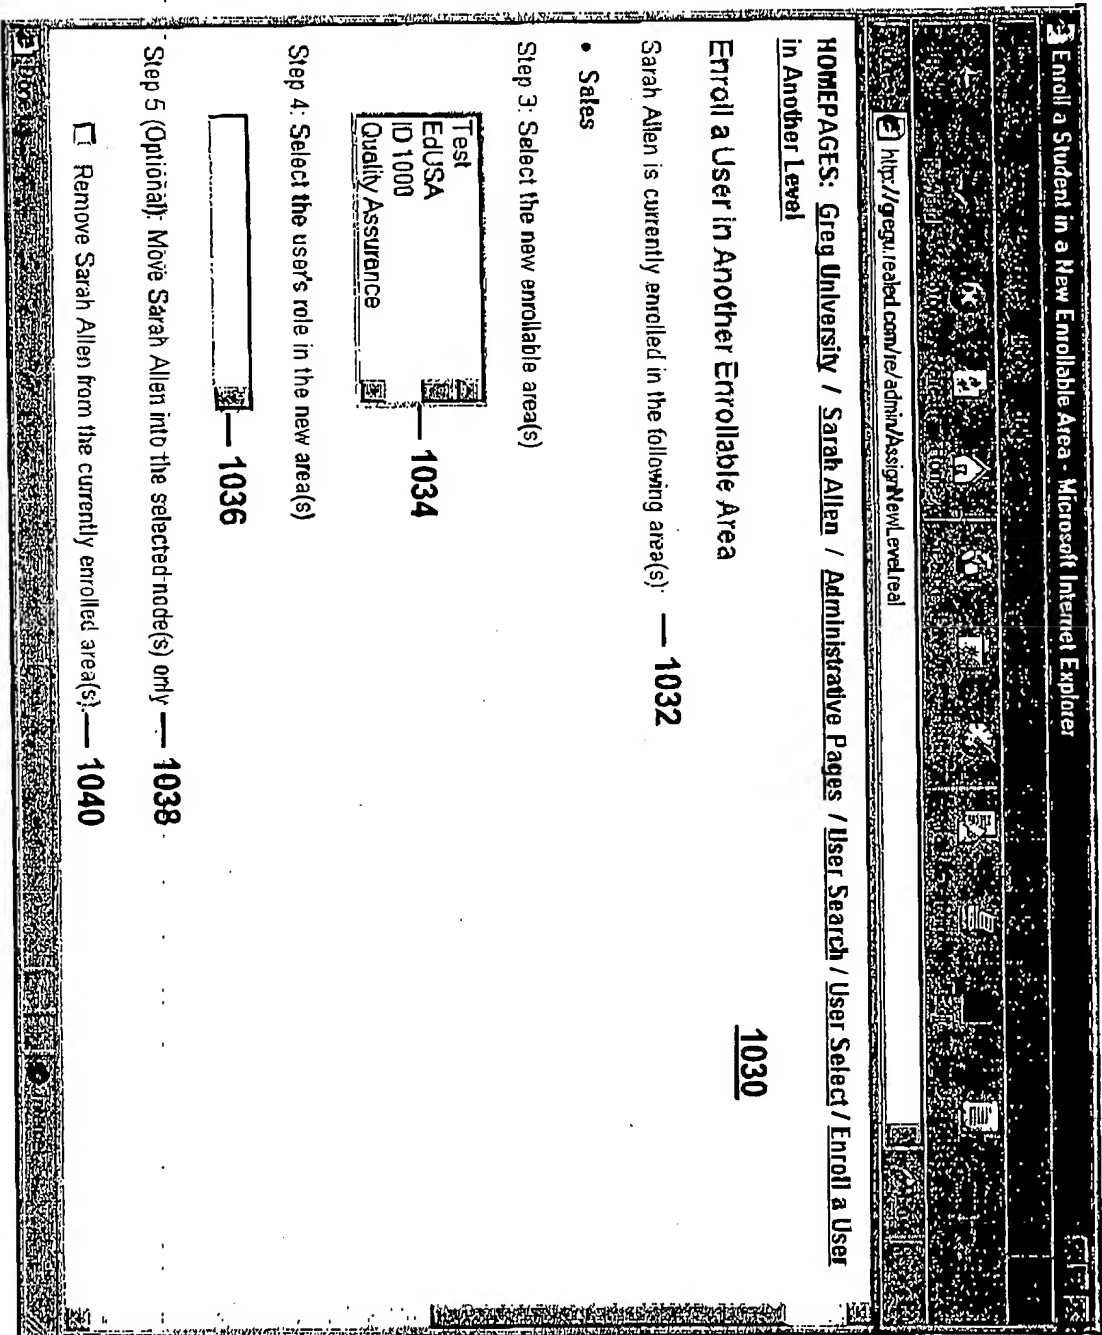 Enroll a Student in a New Enrollable Area - Microsoft Internet Explorer
http://gregu.realed.com/re/admin/AssignNewLevel.real
HOMEPAGES: Greg University / Sarah Allen / Administrative Pages / User Search / User Select / Enroll a User
in Another Level
1030
Enroll a User in Another Enrollable Area
Sarah Allen is currently enrolled in the following area(s): 1032
• Sales
Step 3: Select the new enrollable area(s)
Test
EdUSA
ID 1000
Quality Assurance
1034
Step 4: Select the user's role in the new area(s)
1036
Step 5 (Optional): Move Sarah Allen into the selected node(s) only 1038
Remove Sarah Allen from the currently enrolled area(s). 1040
Done
Internet